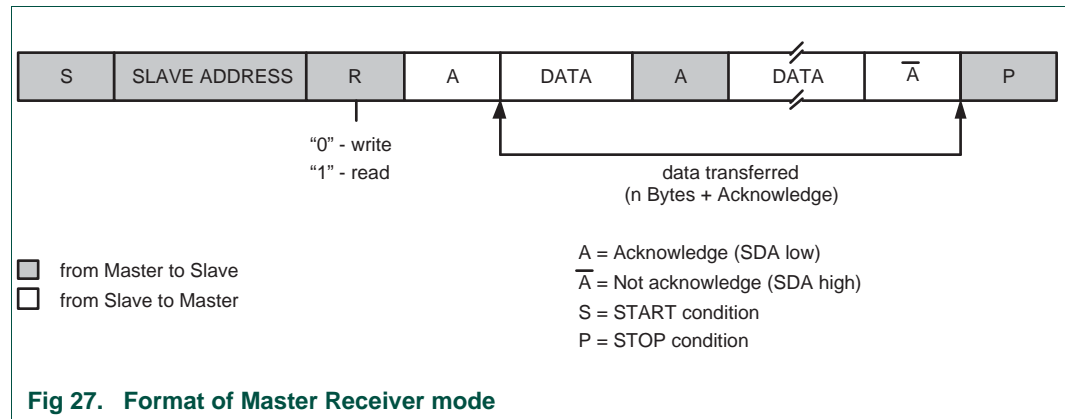 S SLAVE ADDRESS R A DATA A DATA A̅ P
“0” - write
“1” - read
data transferred
(n Bytes + Acknowledge)
from Master to Slave
from Slave to Master
A = Acknowledge (SDA low)
A̅ = Not acknowledge (SDA high)
S = START condition
P = STOP condition
Fig 27. Format of Master Receiver mode